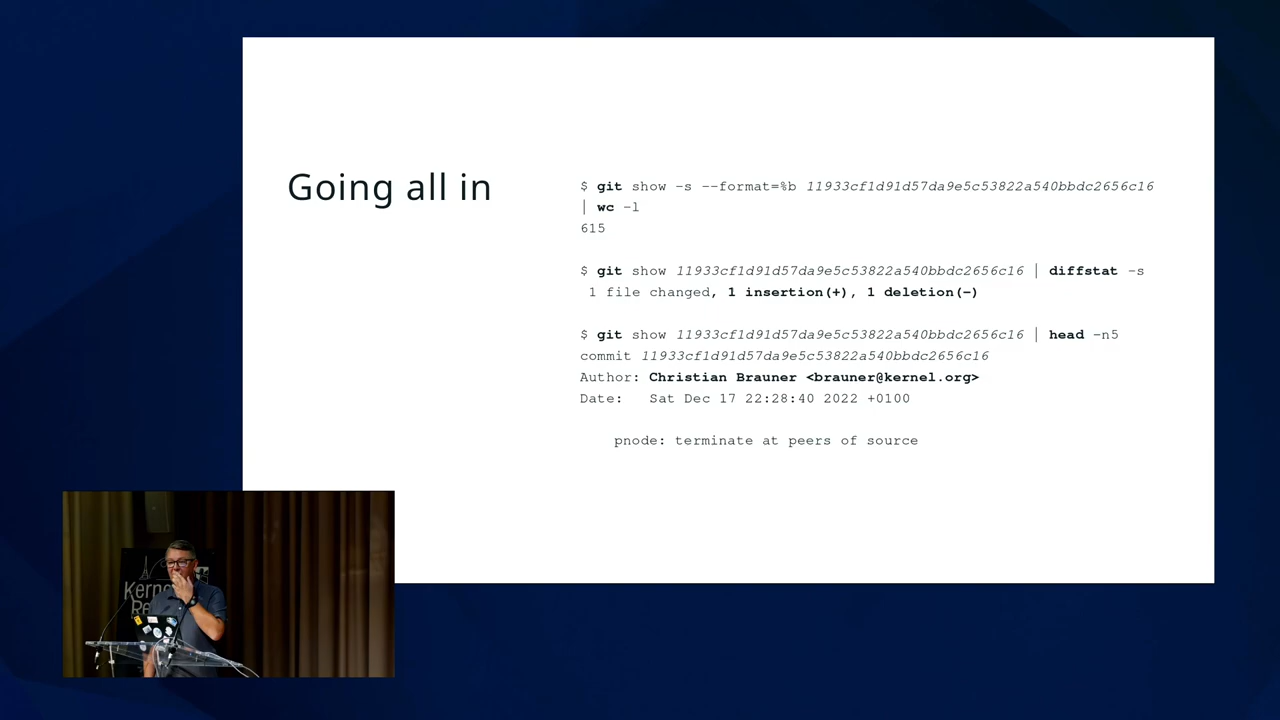 Going all in
$ git show -s --format=%b 11933cf1d91d57da9e5c53822a540bbdc2656c16
| wc -l
615
$ git show 11933cf1d91d57da9e5c53822a540bbdc2656c16 | diffstat -s
1 file changed, 1 insertion(+), 1 deletion(-)
$ git show 11933cf1d91d57da9e5c53822a540bbdc2656c16 | head -n5
commit 11933cf1d91d57da9e5c53822a540bbdc2656c16
Author: Christian Brauner <brauner@kernel.org>
Date:   Sat Dec 17 22:28:40 2022 +0100
pnode: terminate at peers of source